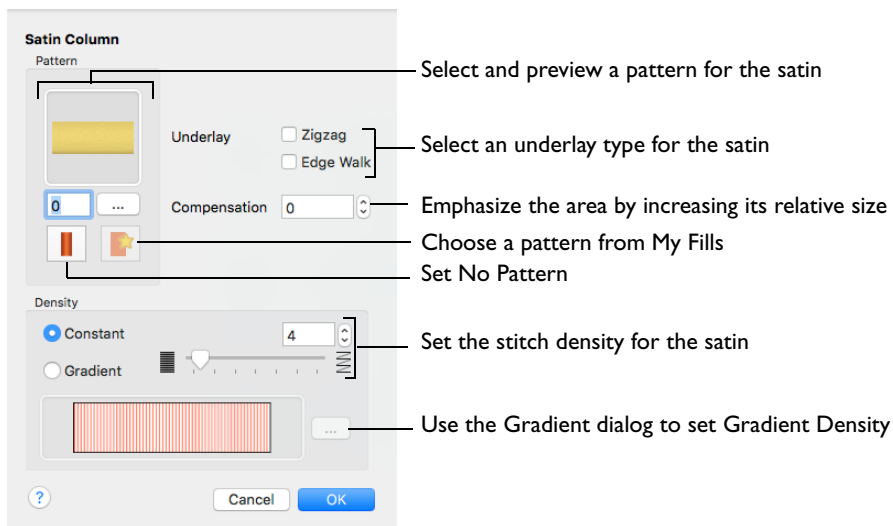 Satin Column
Pattern
Select and preview a pattern for the satin
Underlay
Zigzag
Edge Walk
Select an underlay type for the satin
0
...
Compensation
0
Emphasize the area by increasing its relative size
Choose a pattern from My Fills
Set No Pattern
Density
Constant
4
Gradient
Set the stitch density for the satin
...
Use the Gradient dialog to set Gradient Density
?
Cancel
OK